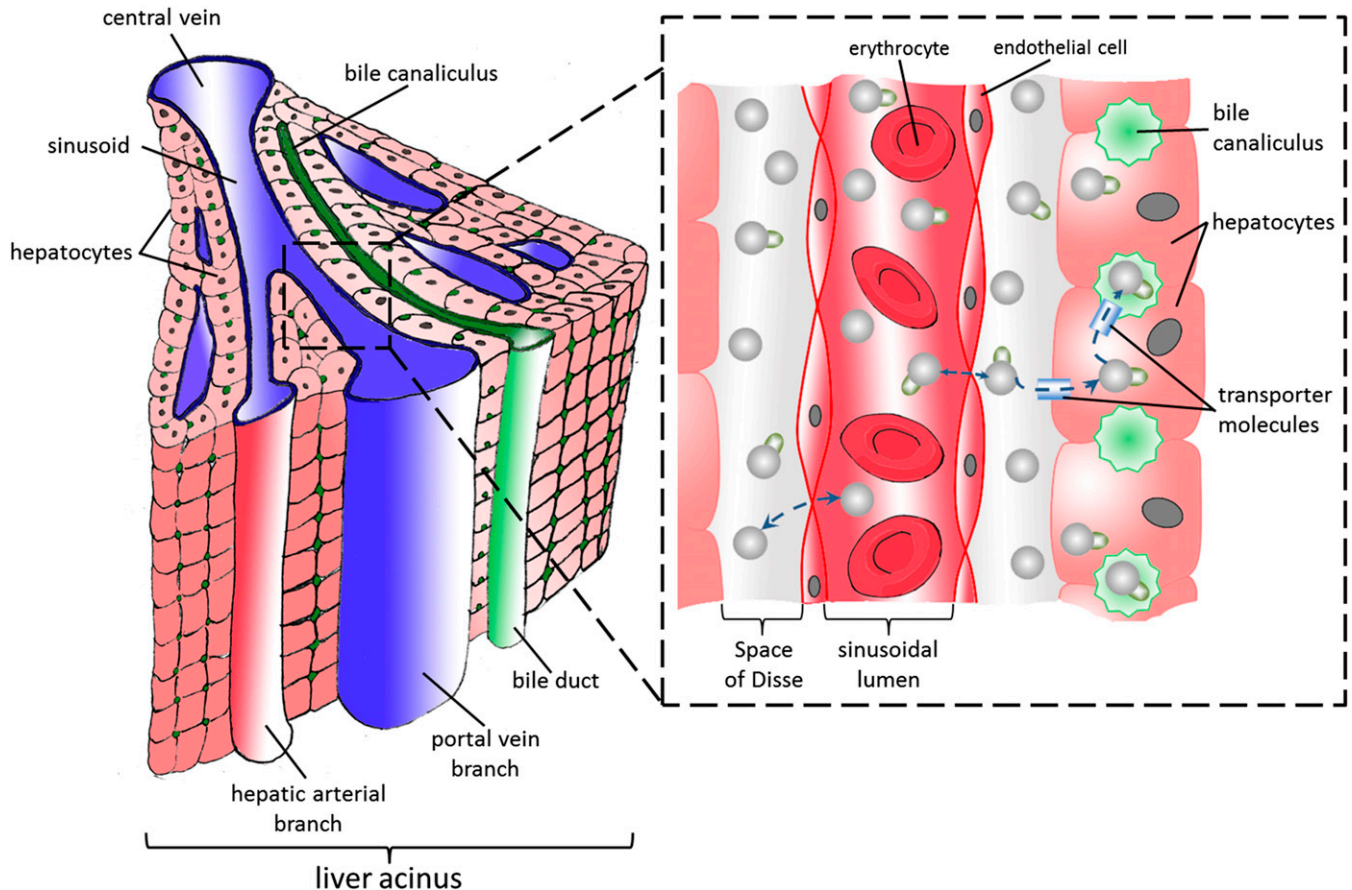 central vein
bile canaliculus
sinusoid
hepatocytes
bile duct
portal vein
branch
hepatic arterial
branch
liver acinus
erythrocyte
endothelial cell
bile
canaliculus
hepatocytes
transporter
molecules
Space
of Disse
sinusoidal
lumen